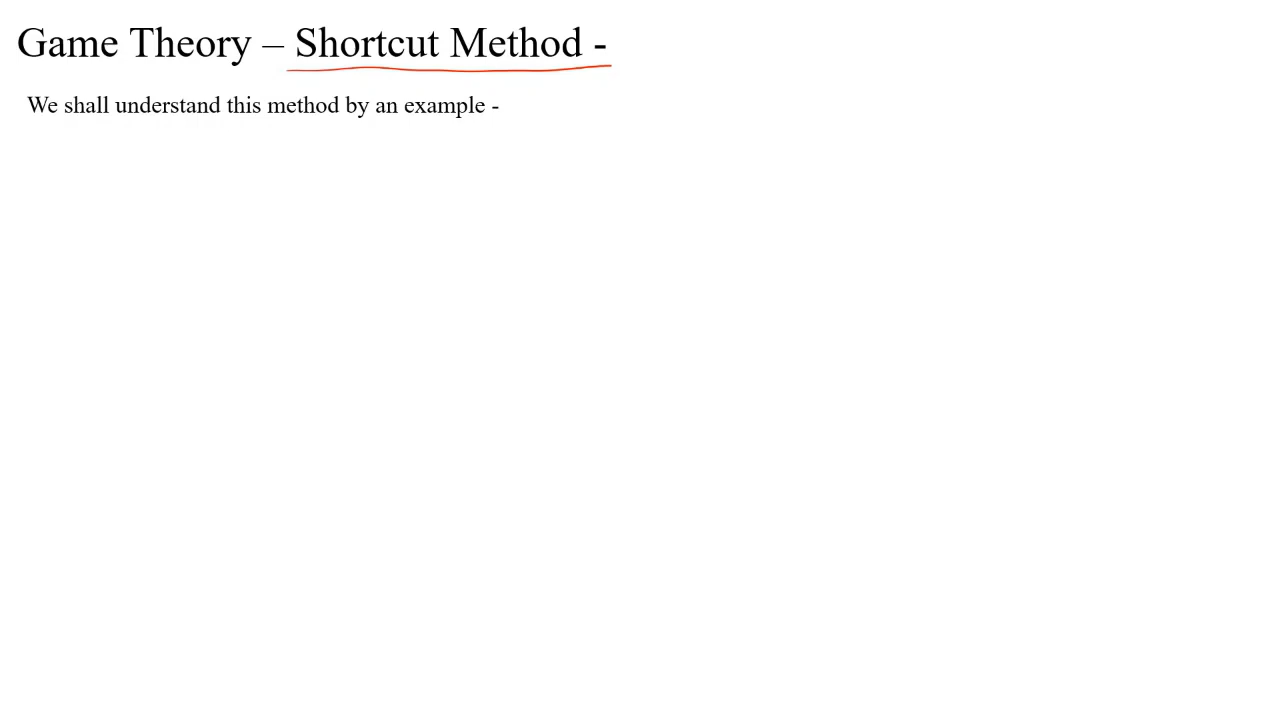 Game Theory – Shortcut Method -
We shall understand this method by an example -